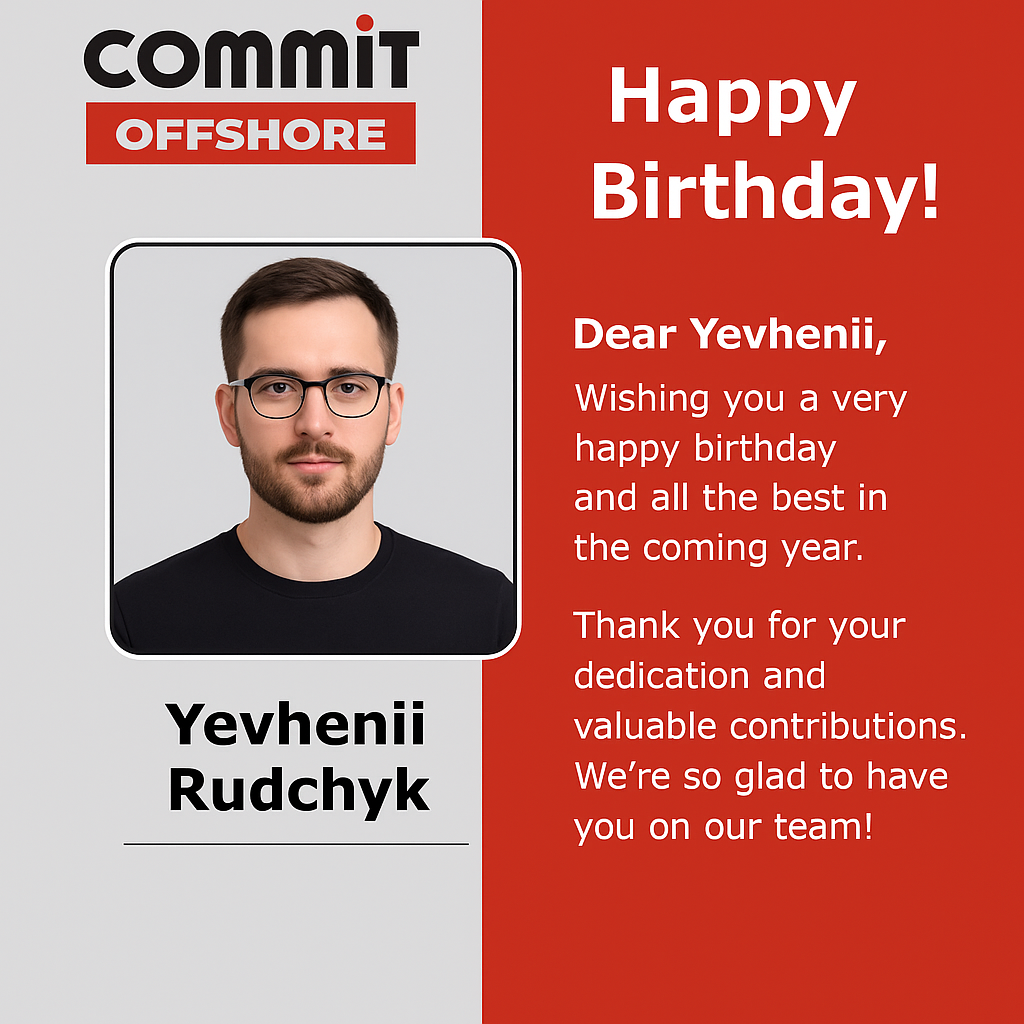 COMMiT
OFFSHORE
Yevhenii
Rudchyk
Happy
Birthday!
Dear Yevhenii,
Wishing you a very
happy birthday
and all the best in
the coming year.
Thank you for your
dedication and
valuable contributions.
We’re so glad to have
you on our team!